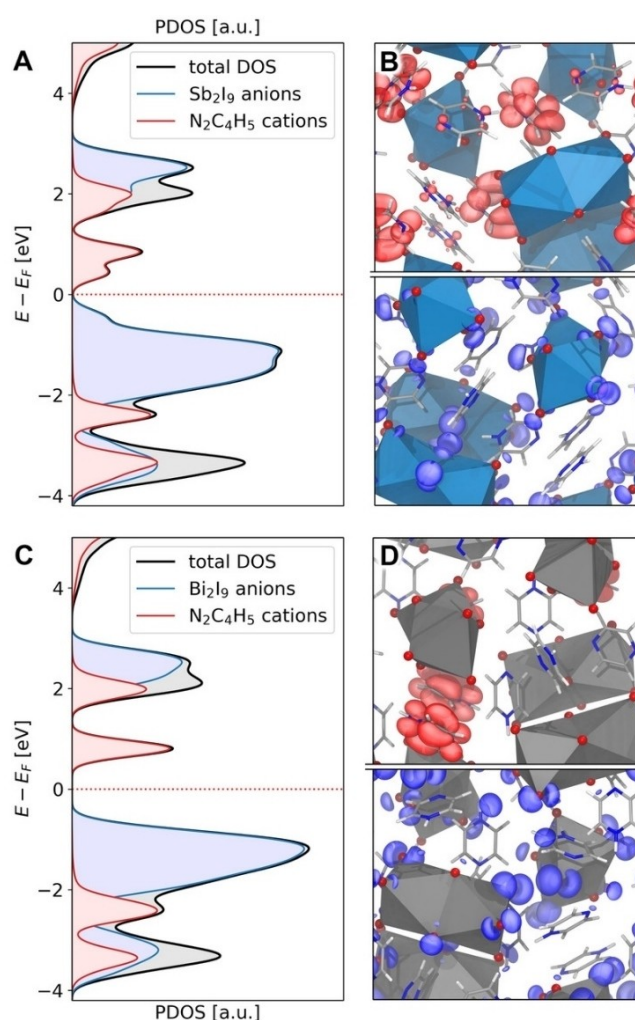 PDOS [a.u.]
A
total DOS
Sb₂I₉ anions
N₂C₄H₅ cations
B
4
2
0
−2
−4
E − E_F [eV]
C
total DOS
Bi₂I₉ anions
N₂C₄H₅ cations
D
4
2
0
−2
−4
E − E_F [eV]
PDOS [a.u.]